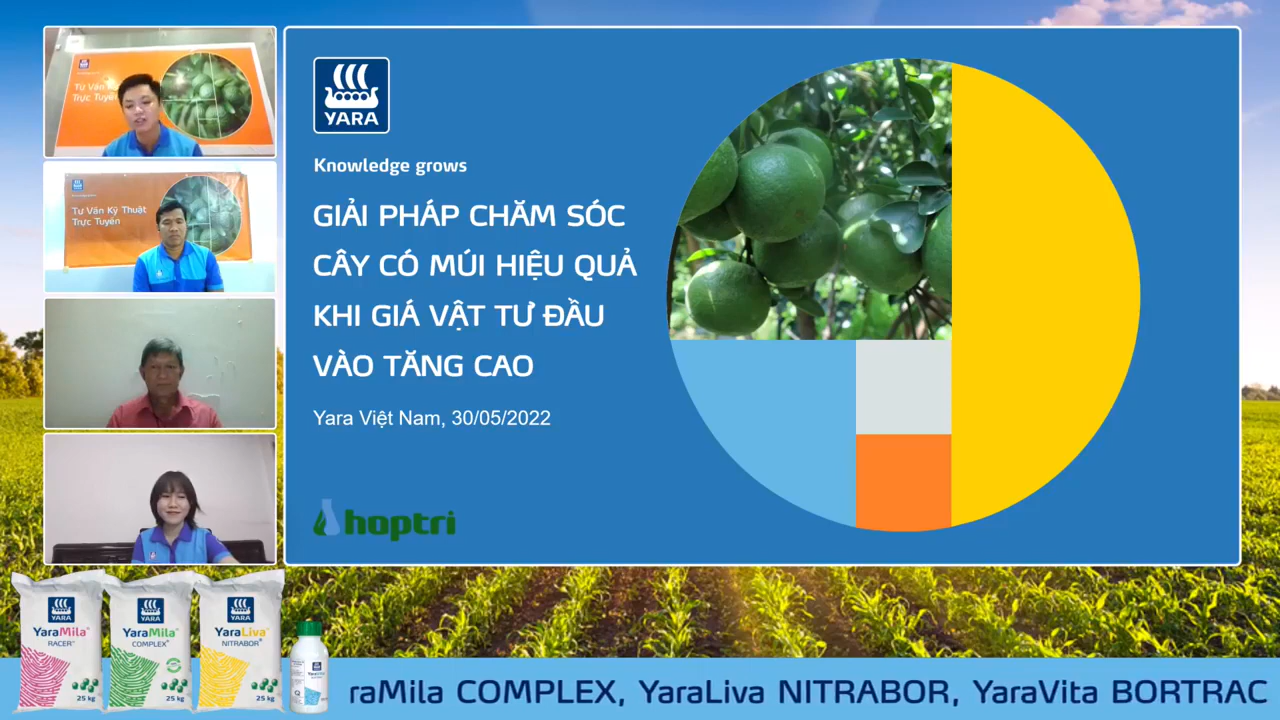 Tư Vấn Kỹ
Trực Tuyến
Tư Vấn Kỹ Thuật
Trực Tuyến
YARA
Knowledge grows
GIẢI PHÁP CHĂM SÓC
CÂY CÓ MÚI HIỆU QUẢ
KHI GIÁ VẬT TƯ ĐẦU
VÀO TĂNG CAO
Yara Việt Nam, 30/05/2022
hoptri
YARA
YaraMila®
RACER™
25 kg
YARA
YaraMila®
COMPLEX®
25 kg
YARA
YaraLiva®
NITRABOR®
25 kg
raMila COMPLEX, YaraLiva NITRABOR, YaraVita BORTRAC